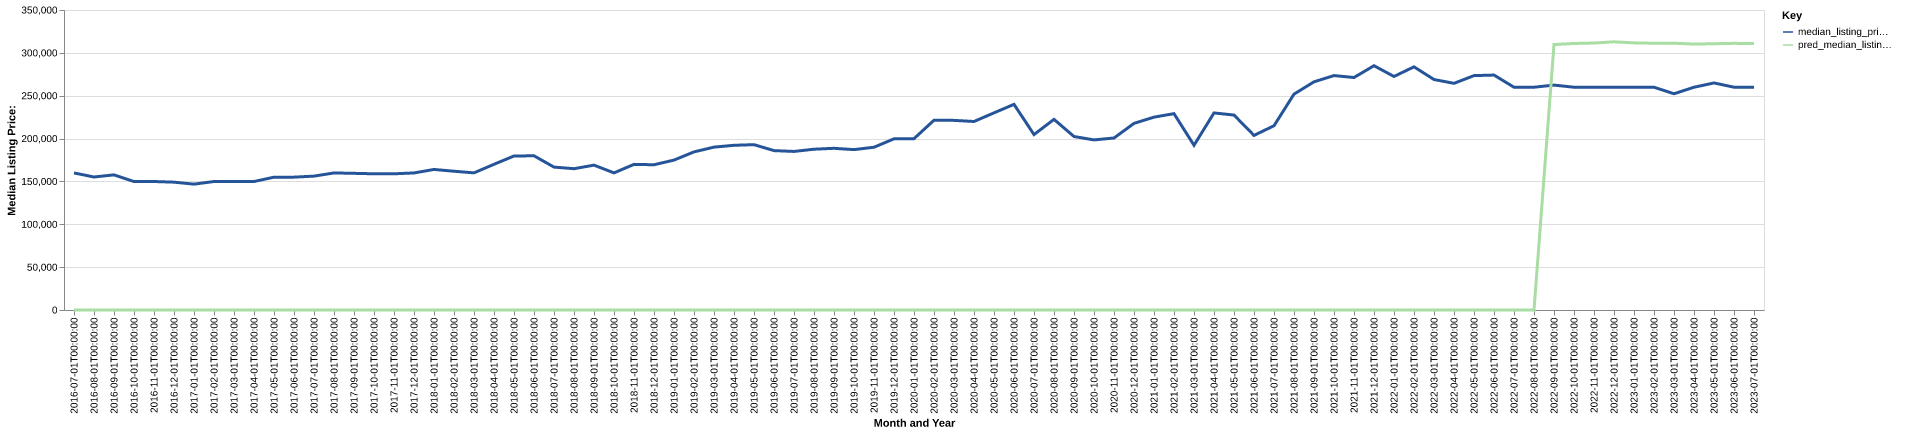 350,000
300,000
250,000
200,000
150,000
100,000
50,000
0
Median Listing Price:
2016-07-01T00:00:00
2016-08-01T00:00:00
2016-09-01T00:00:00
2016-10-01T00:00:00
2016-11-01T00:00:00
2016-12-01T00:00:00
2017-01-01T00:00:00
2017-02-01T00:00:00
2017-03-01T00:00:00
2017-04-01T00:00:00
2017-05-01T00:00:00
2017-06-01T00:00:00
2017-07-01T00:00:00
2017-08-01T00:00:00
2017-09-01T00:00:00
2017-10-01T00:00:00
2017-11-01T00:00:00
2017-12-01T00:00:00
2018-01-01T00:00:00
2018-02-01T00:00:00
2018-03-01T00:00:00
2018-04-01T00:00:00
2018-05-01T00:00:00
2018-06-01T00:00:00
2018-07-01T00:00:00
2018-08-01T00:00:00
2018-09-01T00:00:00
2018-10-01T00:00:00
2018-11-01T00:00:00
2018-12-01T00:00:00
2019-01-01T00:00:00
2019-02-01T00:00:00
2019-03-01T00:00:00
2019-04-01T00:00:00
2019-05-01T00:00:00
2019-06-01T00:00:00
2019-07-01T00:00:00
2019-08-01T00:00:00
2019-09-01T00:00:00
2019-10-01T00:00:00
2019-11-01T00:00:00
2019-12-01T00:00:00
2020-01-01T00:00:00
2020-02-01T00:00:00
2020-03-01T00:00:00
2020-04-01T00:00:00
2020-05-01T00:00:00
2020-06-01T00:00:00
2020-07-01T00:00:00
2020-08-01T00:00:00
2020-09-01T00:00:00
2020-10-01T00:00:00
2020-11-01T00:00:00
2020-12-01T00:00:00
2021-01-01T00:00:00
2021-02-01T00:00:00
2021-03-01T00:00:00
2021-04-01T00:00:00
2021-05-01T00:00:00
2021-06-01T00:00:00
2021-07-01T00:00:00
2021-08-01T00:00:00
2021-09-01T00:00:00
2021-10-01T00:00:00
2021-11-01T00:00:00
2021-12-01T00:00:00
2022-01-01T00:00:00
2022-02-01T00:00:00
2022-03-01T00:00:00
2022-04-01T00:00:00
2022-05-01T00:00:00
2022-06-01T00:00:00
2022-07-01T00:00:00
2022-08-01T00:00:00
2022-09-01T00:00:00
2022-10-01T00:00:00
2022-11-01T00:00:00
2022-12-01T00:00:00
2023-01-01T00:00:00
2023-02-01T00:00:00
2023-03-01T00:00:00
2023-04-01T00:00:00
2023-05-01T00:00:00
2023-06-01T00:00:00
2023-07-01T00:00:00
Month and Year
Key
median_listing_pri…
pred_median_listin…